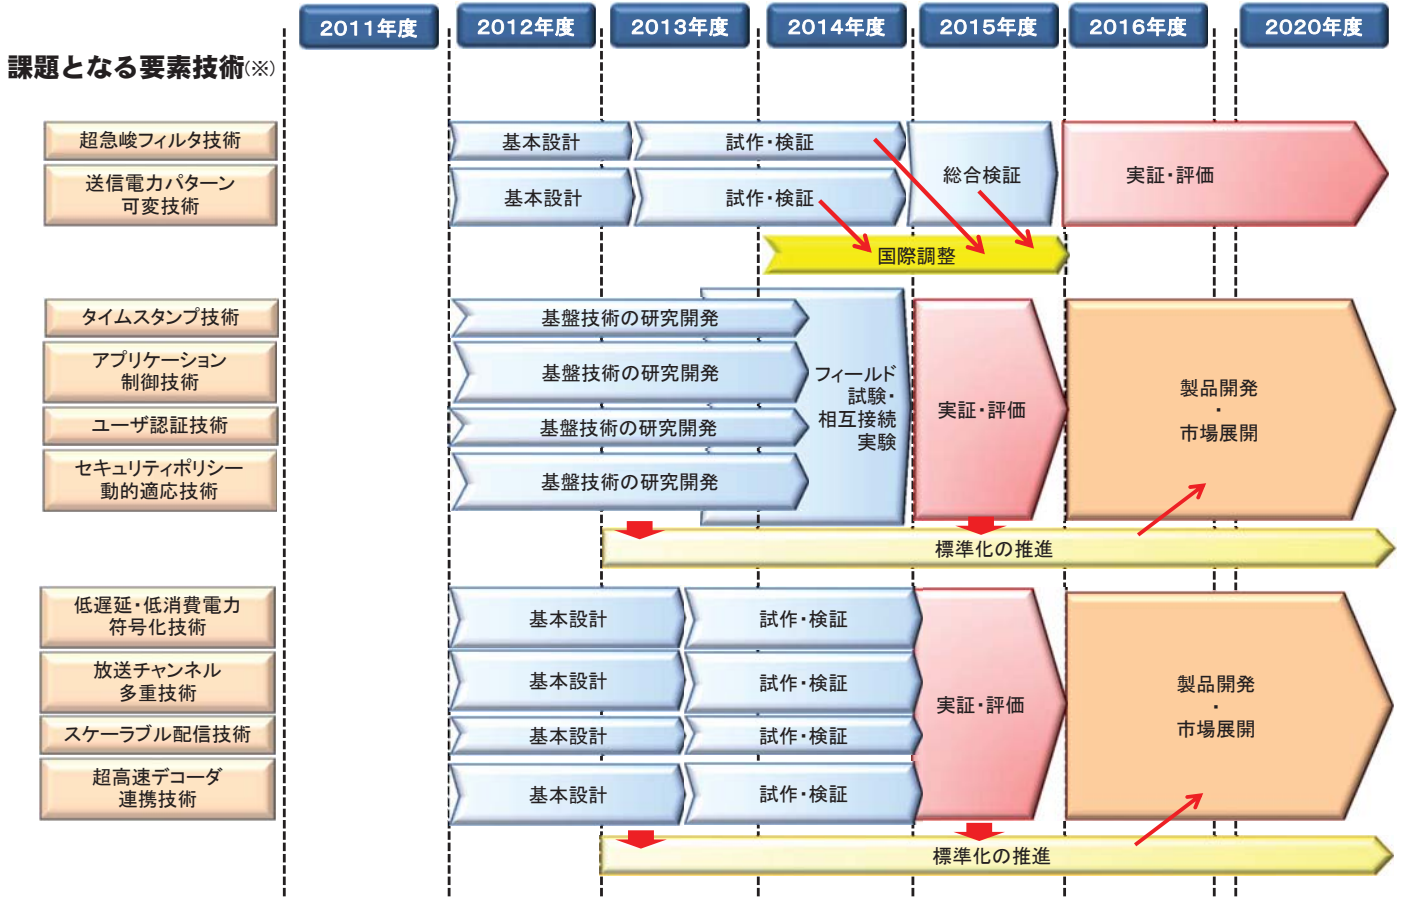 2011年度
2012年度
2013年度
2014年度
2015年度
2016年度
2020年度
課題となる要素技術(※)
超急峻フィルタ技術
基本設計
試作・検証
送信電力パターン
可変技術
基本設計
試作・検証
総合検証
実証・評価
国際調整
タイムスタンプ技術
基盤技術の研究開発
アプリケーション
制御技術
基盤技術の研究開発
ユーザ認証技術
基盤技術の研究開発
セキュリティポリシー
動的適応技術
基盤技術の研究開発
フィールド
試験・
相互接続
実験
実証・評価
製品開発
・
市場展開
標準化の推進
低遅延・低消費電力
符号化技術
基本設計
試作・検証
放送チャンネル
多重技術
基本設計
試作・検証
スケーラブル配信技術
基本設計
試作・検証
超高速デコーダ
連携技術
基本設計
試作・検証
実証・評価
製品開発
・
市場展開
標準化の推進